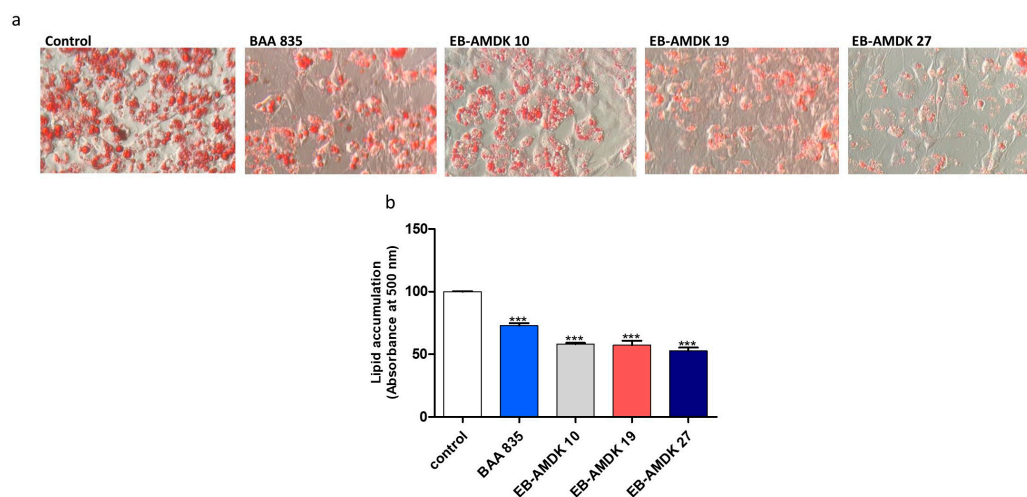 a
Control
BAA 835
EB-AMDK 10
EB-AMDK 19
EB-AMDK 27
b
Lipid accumulation
(Absorbance at 500 nm)
150
100
50
0
***
***
***
***
control
BAA 835
EB-AMDK 10
EB-AMDK 19
EB-AMDK 27